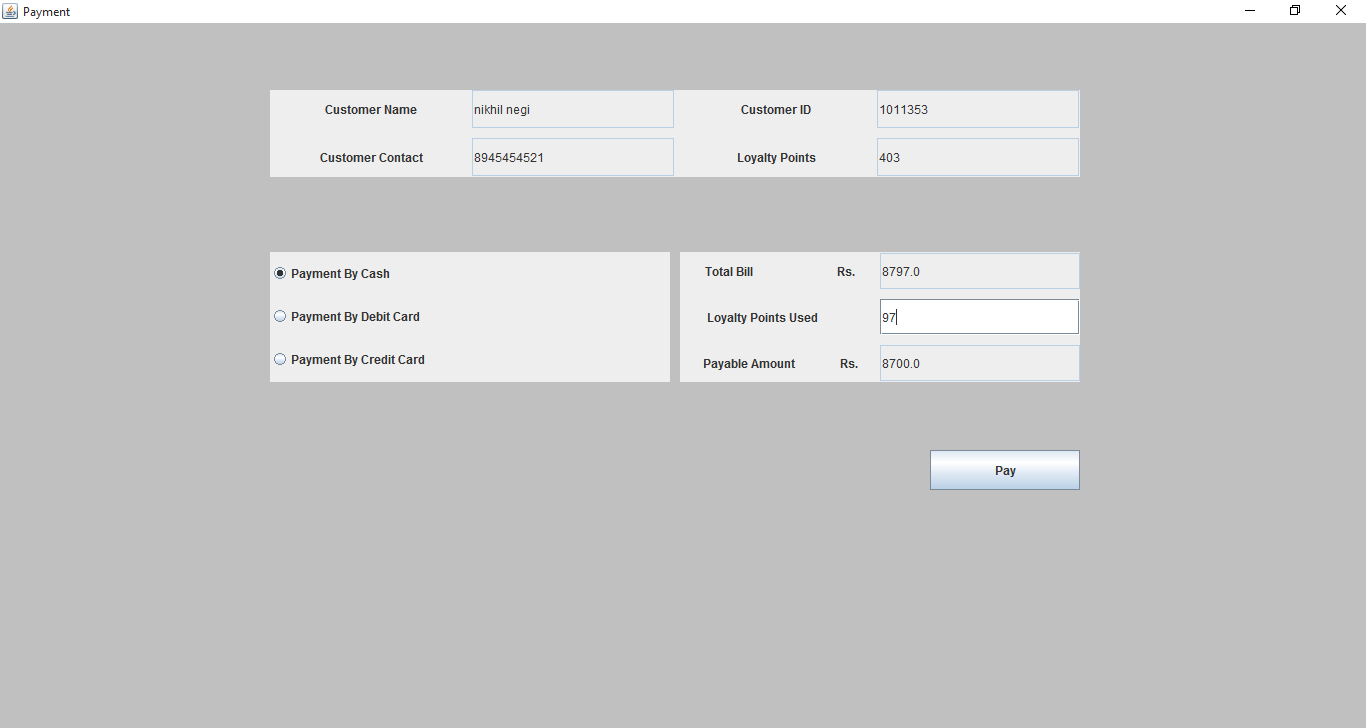 Payment
Customer Name nikhil negi Customer ID 1011353
Customer Contact 8945454521 Loyalty Points 403
Payment By Cash
Payment By Debit Card
Payment By Credit Card
Total Bill Rs. 8797.0
Loyalty Points Used 97
Payable Amount Rs. 8700.0
Pay